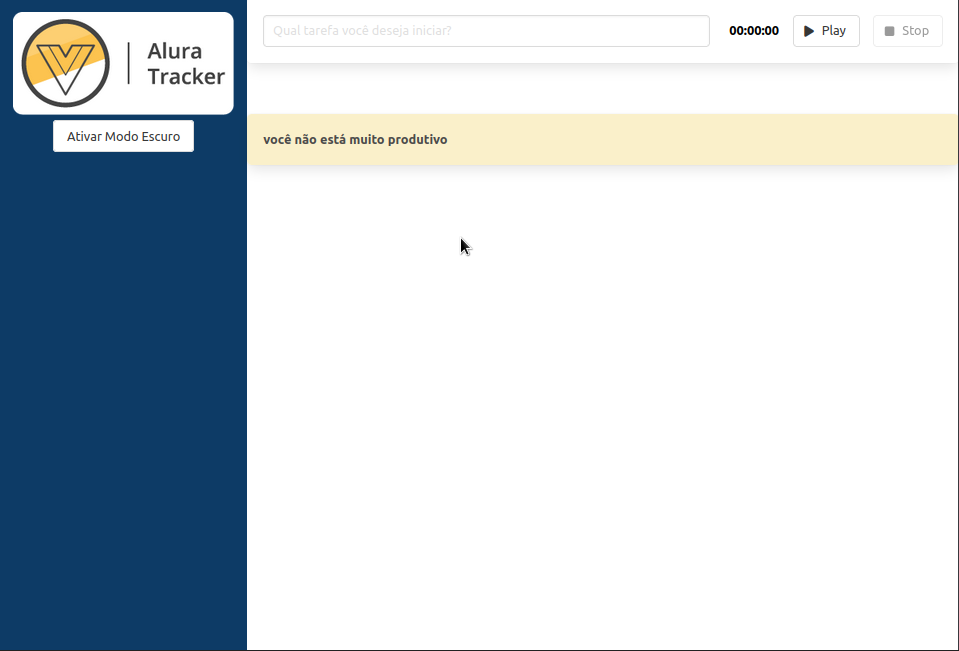 Alura
Tracker
Ativar Modo Escuro
Qual tarefa você deseja iniciar?
00:00:00
Play
Stop
você não está muito produtivo